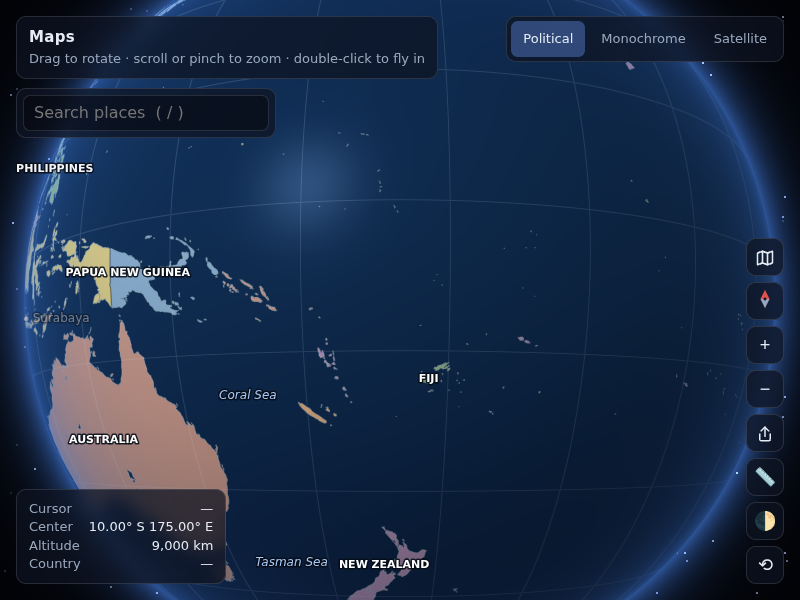 Maps
Drag to rotate · scroll or pinch to zoom · double-click to fly in
Political Monochrome Satellite
Search places ( / )
PHILIPPINES
PAPUA NEW GUINEA
Surabaya
FIJI
Coral Sea
AUSTRALIA
Cursor —
Center 10.00° S 175.00° E
Altitude 9,000 km
Country —
Tasman Sea
NEW ZEALAND
+
−